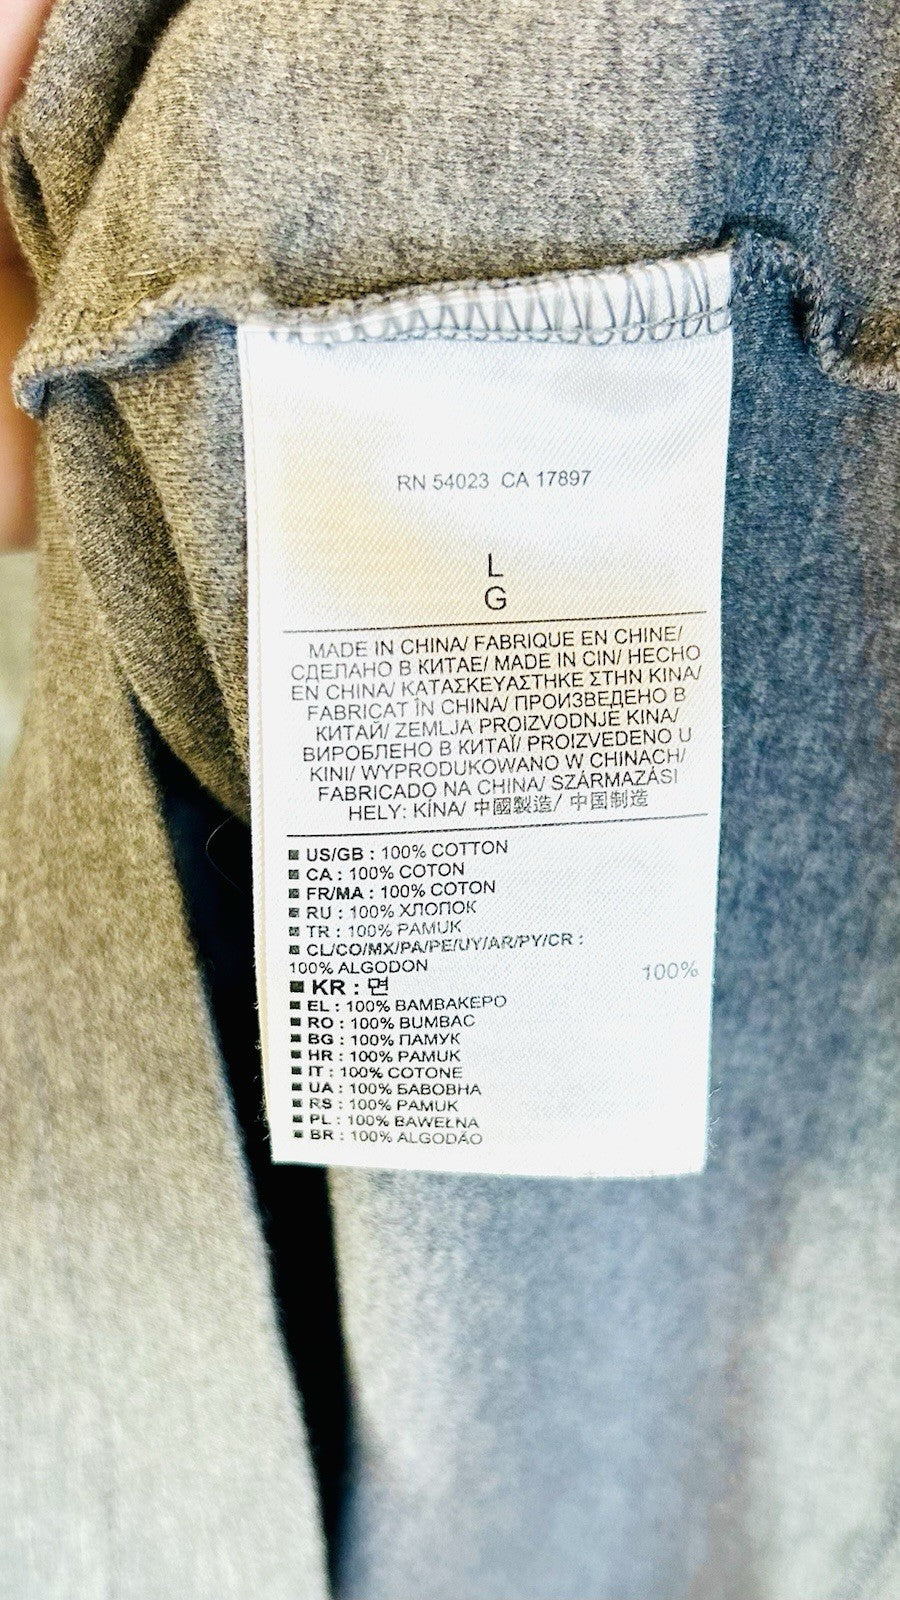 RN 54023 CA 17897
L
G
MADE IN CHINA/ FABRIQUE EN CHINE/
СДЕЛАНО В КИТАЕ/ MADE IN CIN/ HECHO
EN CHINA/ ΚΑΤΑΣΚΕΥΑΣΤΗΚΕ ΣΤΗΝ ΚΙΝΑ/
FABRICAT ÎN CHINA/ ПРОИЗВЕДЕНО В
КИТАЙ/ ZEMLJA PROIZVODNJE KINA/
ВИРОБЛЕНО В КИТАЇ/ PROIZVEDENO U
KINI/ WYPRODUKOWANO W CHINACH/
FABRICADO NA CHINA/ SZÁRMAZÁSI
HELY: KÍNA/ 中國製造/ 中国制造
US/GB : 100% COTTON
CA : 100% COTON
FR/MA : 100% COTON
RU : 100% ХЛОПОК
TR : 100% PAMUK
CL/CO/MX/PA/PE/UY/AR/PY/CR :
100% ALGODON
KR : 면 100%
EL : 100% ΒΑΜΒΑΚΕΡΟ
RO : 100% BUMBAC
BG : 100% ПАМУК
HR : 100% PAMUK
IT : 100% COTONE
UA : 100% БАВОВНА
RS : 100% PAMUK
PL : 100% BAWEŁNA
BR : 100% ALGODÃO